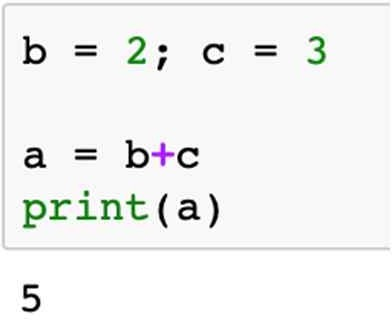 b = 2; c = 3
a = b+c
print(a)
5